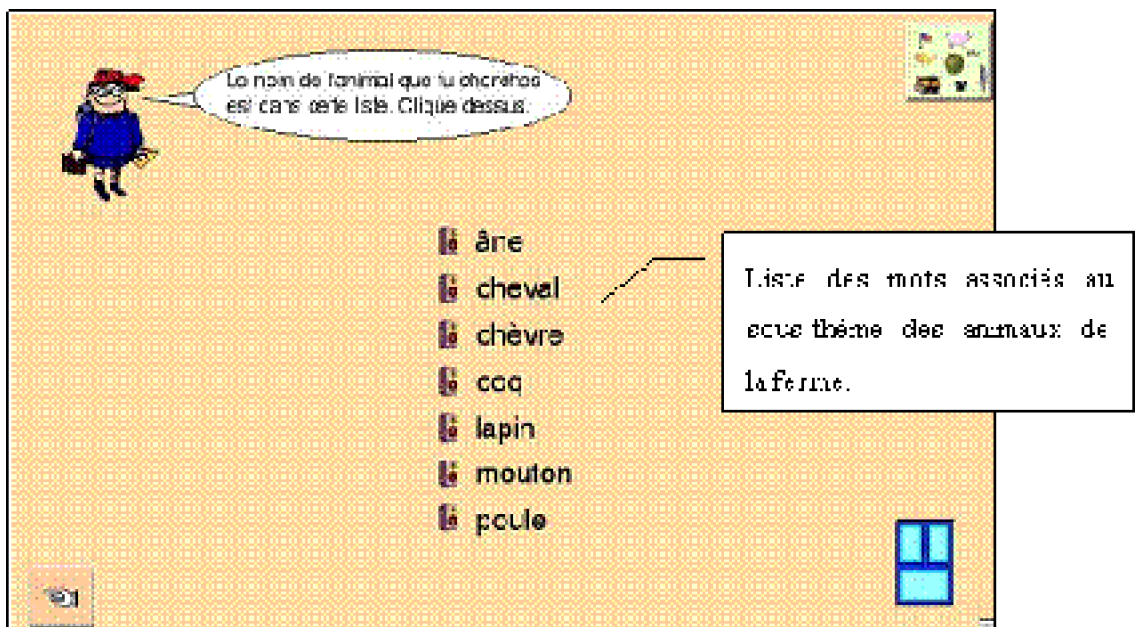 Le nom de l'animal que tu cherches
est dans cette liste. Clique dessus.
âne
cheval
chèvre
coq
lapin
mouton
poule
Liste des mots associés au
sous thème des animaux de
la ferme.